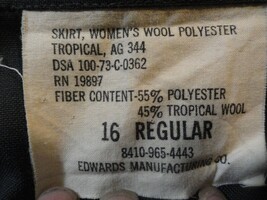 SKIRT, WOMEN'S WOOL POLYESTER
TROPICAL, AG 344
DSA 100-73-C-0362
RN 19897
FIBER CONTENT-55% POLYESTER
45% TROPICAL WOOL
16 REGULAR
8410-965-4443
EDWARDS MANUFACTURING CO.